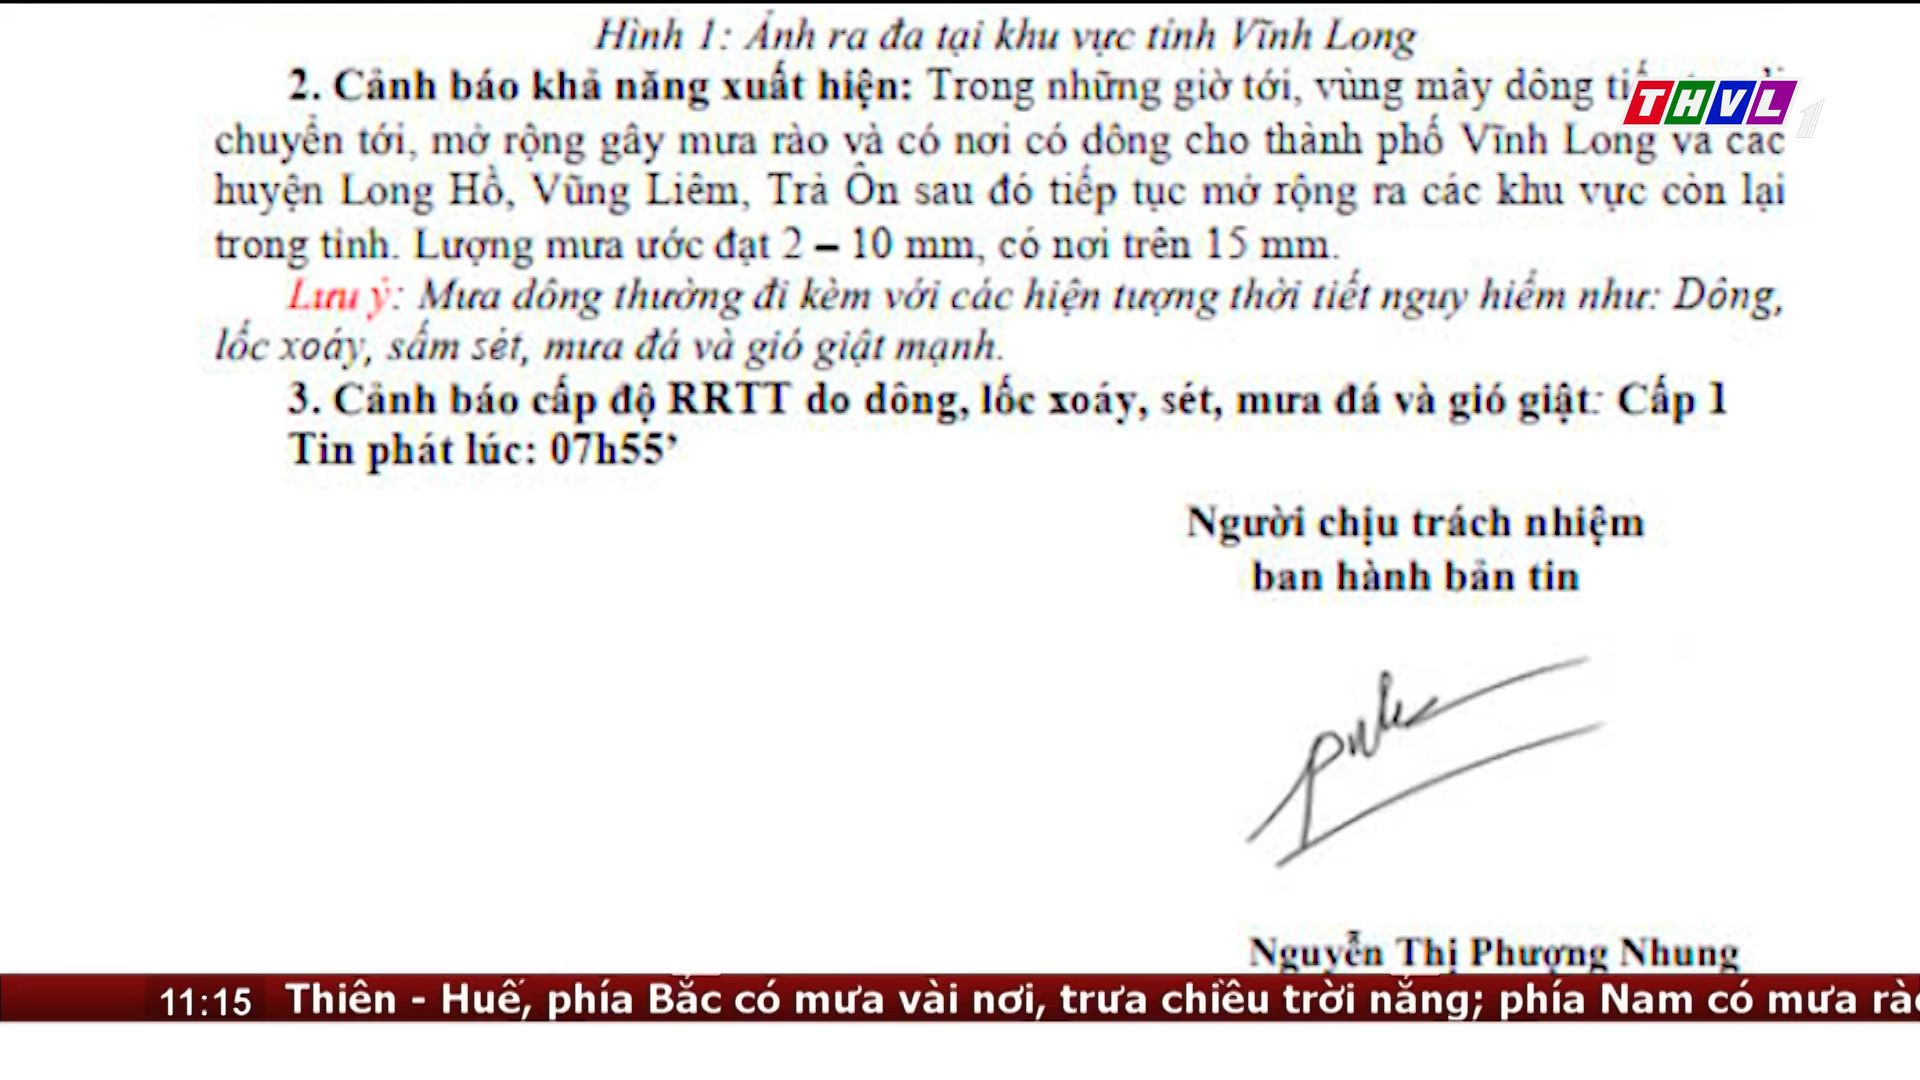 Hình 1: Ảnh ra đa tại khu vực tỉnh Vĩnh Long
2. Cảnh báo khả năng xuất hiện: Trong những giờ tới, vùng mây dông
THVL 1
chuyển tới, mở rộng gây mưa rào và có nơi có dông cho thành phố Vĩnh Long và các
huyện Long Hồ, Vũng Liêm, Trà Ôn sau đó tiếp tục mở rộng ra các khu vực còn lại
trong tỉnh. Lượng mưa ước đạt 2 – 10 mm, có nơi trên 15 mm.
Lưu ý: Mưa dông thường đi kèm với các hiện tượng thời tiết nguy hiểm như: Dông,
lốc xoáy, sấm sét, mưa đá và gió giật mạnh.
3. Cảnh báo cấp độ RRTT do dông, lốc xoáy, sét, mưa đá và gió giật: Cấp 1
Tin phát lúc: 07h55’
Người chịu trách nhiệm
ban hành bản tin
Nguyễn Thị Phượng Nhung
11:15 Thiên - Huế, phía Bắc có mưa vài nơi, trưa chiều trời nắng; phía Nam có mưa